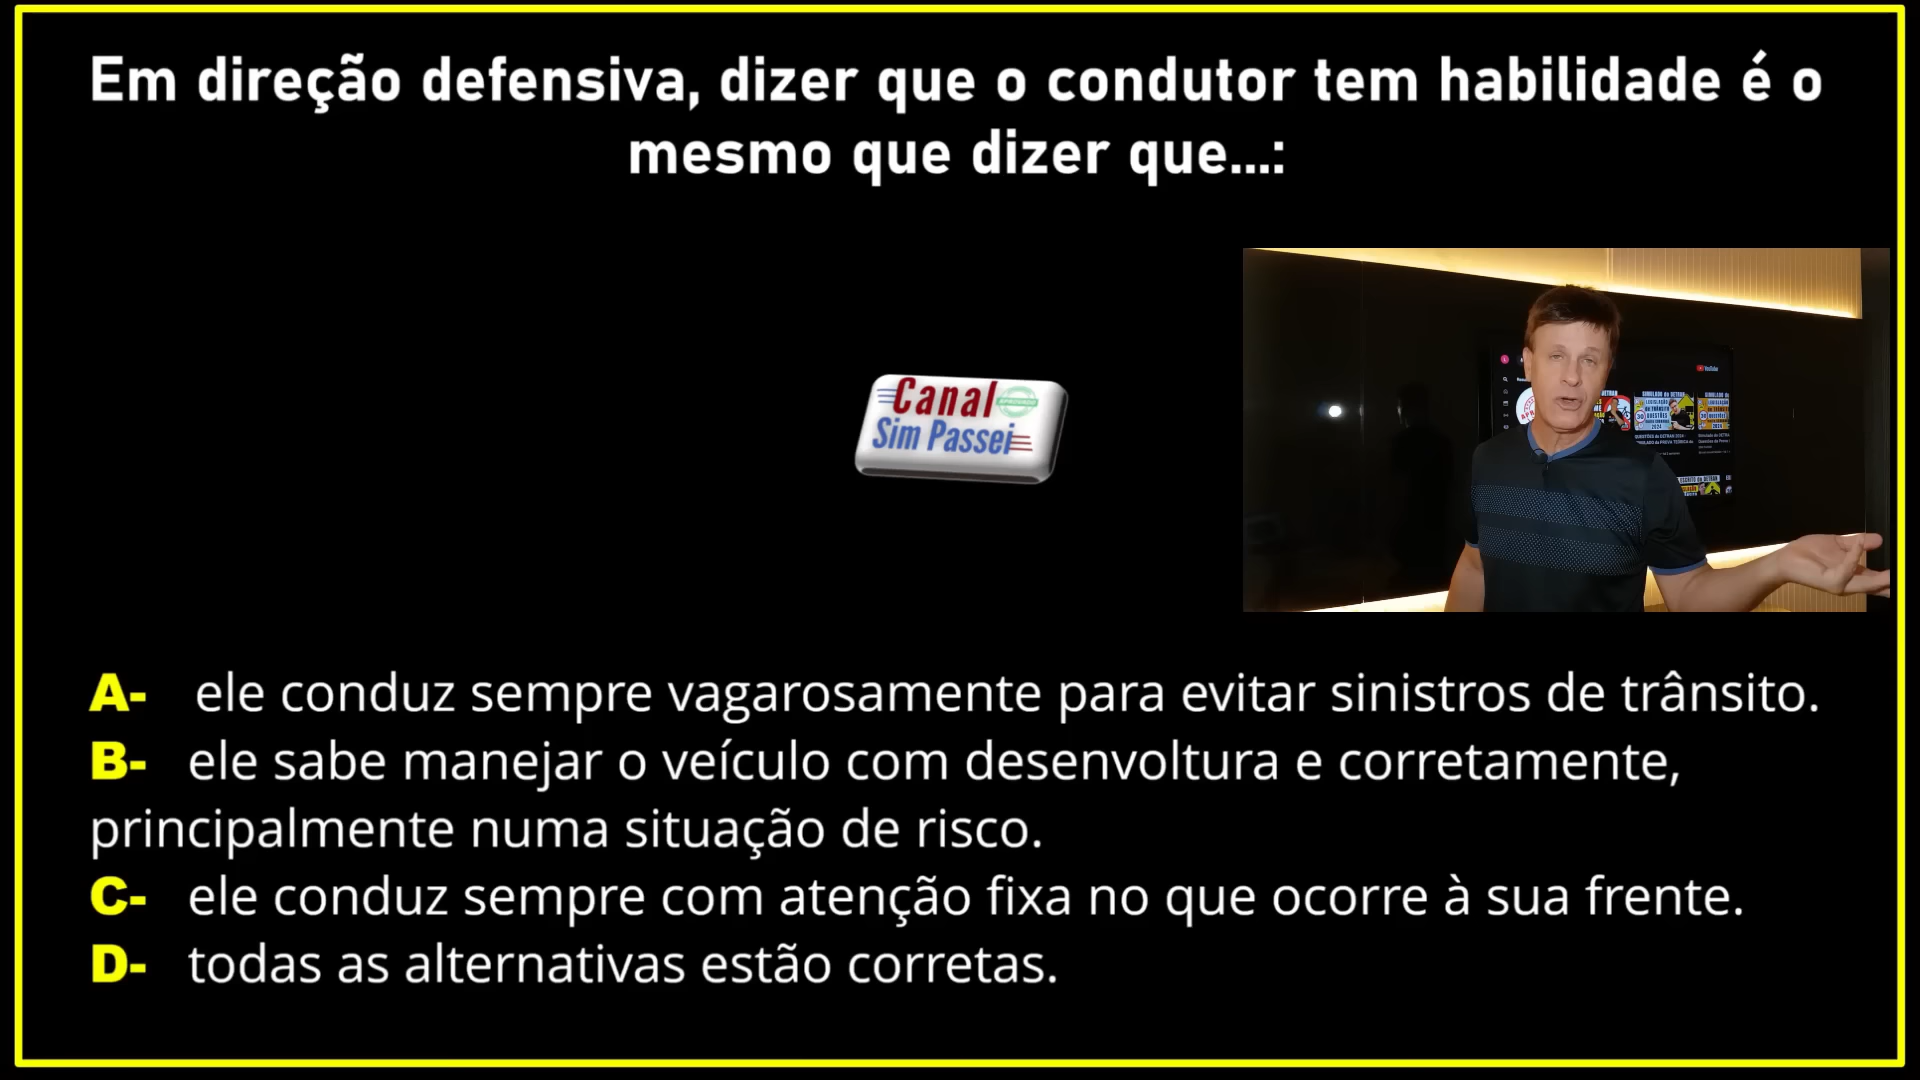 Em direção defensiva, dizer que o condutor tem habilidade é o
mesmo que dizer que...:
Canal
APROVADO
Sim Passei
YouTube
A- ele conduz sempre vagarosamente para evitar sinistros de trânsito.
B- ele sabe manejar o veículo com desenvoltura e corretamente,
principalmente numa situação de risco.
C- ele conduz sempre com atenção fixa no que ocorre à sua frente.
D- todas as alternativas estão corretas.